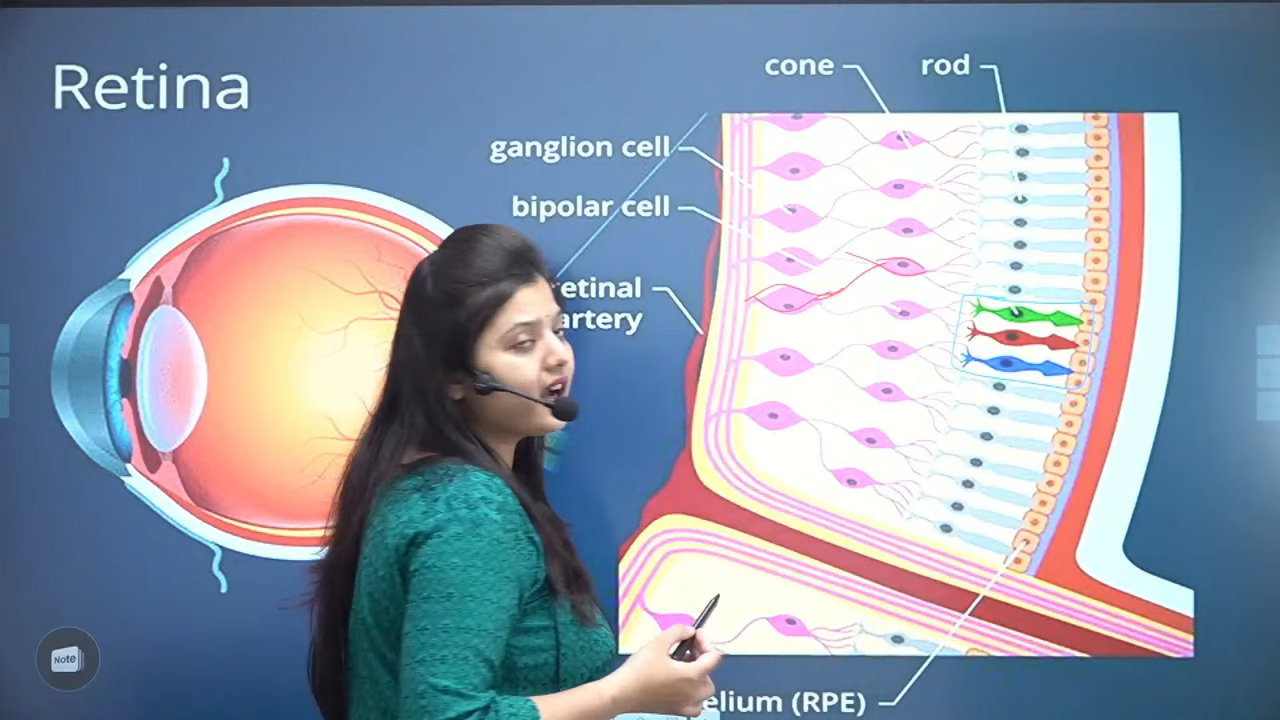 Retina
cone
rod
ganglion cell
bipolar cell
etinal
artery
elium (RPE)
Note